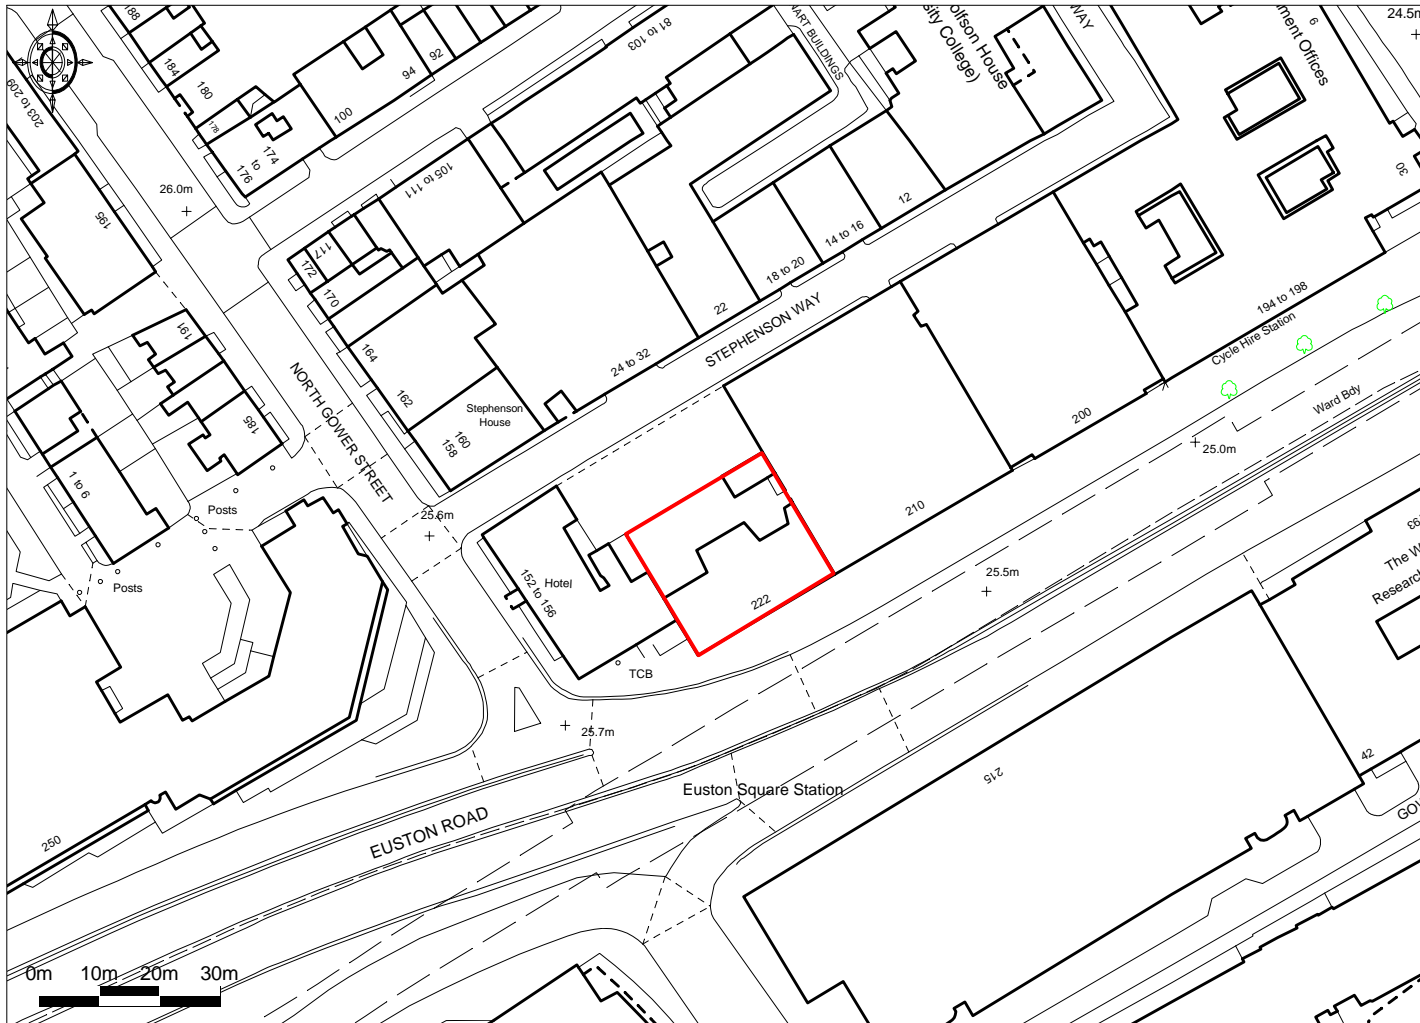 188
184
180
178
174
to
176
203 to 209
26.0m
195
100
94
92
81 to 103
105 to 111
117
172
170
164
162
160
158
Stephenson
House
24 to 32
22
18 to 20
14 to 16
12
STEPHENSON WAY
NORTH GOWER STREET
191
185
1 to 6
Posts
Posts
25.6m
152 to 156
Hotel
222
TCB
210
200
194 to 198
Cycle Hire Station
Ward Bdy
25.0m
25.5m
25.7m
24.5m
9
30
WAY
Euston Square Station
EUSTON ROAD
250
215
42
93
The W
Research
GO
olfson House
sity College)
ment Offices
ART BUILDINGS
0m 10m 20m 30m